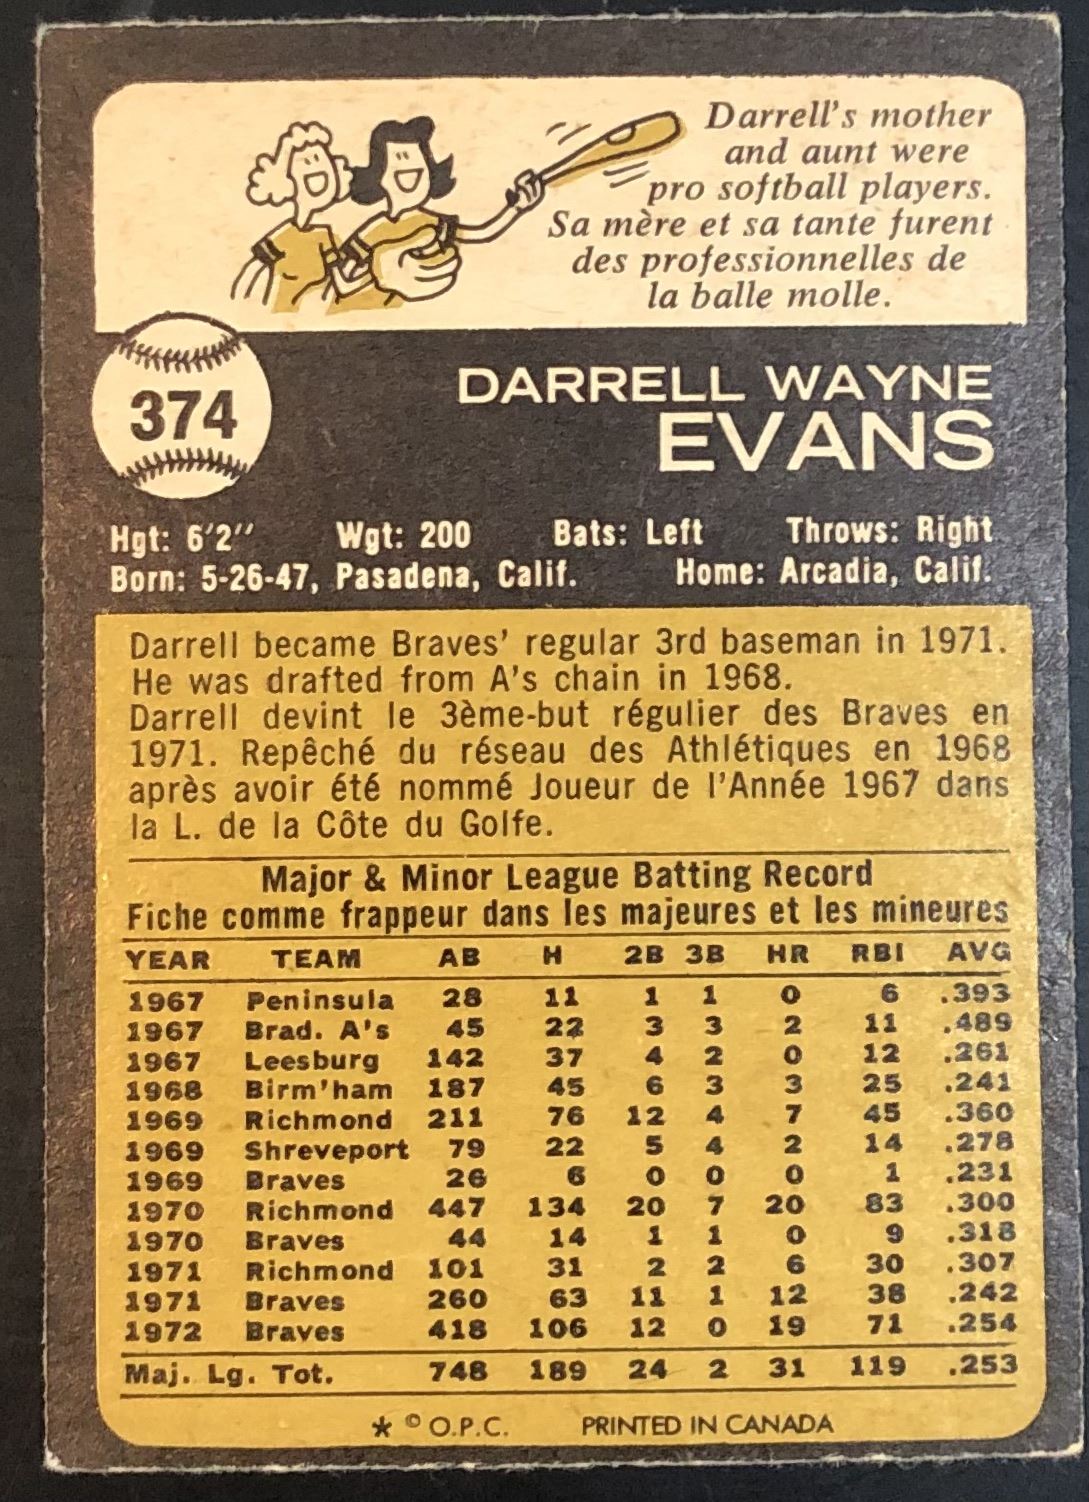 Darrell's mother
and aunt were
pro softball players.
Sa mère et sa tante furent
des professionnelles de
la balle molle.
374
DARRELL WAYNE
EVANS
Hgt: 6'2" Wgt: 200 Bats: Left Throws: Right
Born: 5-26-47, Pasadena, Calif. Home: Arcadia, Calif.
Darrell became Braves' regular 3rd baseman in 1971.
He was drafted from A's chain in 1968.
Darrell devint le 3ème-but régulier des Braves en
1971. Repêché du réseau des Athlétiques en 1968
après avoir été nommé Joueur de l'Année 1967 dans
la L. de la Côte du Golfe.
Major & Minor League Batting Record
Fiche comme frappeur dans les majeures et les mineures
YEAR TEAM AB H 2B 3B HR RBI AVG
1967 Peninsula 28 11 1 1 0 6 .393
1967 Brad. A's 45 22 3 3 2 11 .489
1967 Leesburg 142 37 4 2 0 12 .261
1968 Birm'ham 187 45 6 3 3 25 .241
1969 Richmond 211 76 12 4 7 45 .360
1969 Shreveport 79 22 5 4 2 14 .278
1969 Braves 26 6 0 0 0 1 .231
1970 Richmond 447 134 20 7 20 83 .300
1970 Braves 44 14 1 1 0 9 .318
1971 Richmond 101 31 2 2 6 30 .307
1971 Braves 260 63 11 1 12 38 .242
1972 Braves 418 106 12 0 19 71 .254
Maj. Lg. Tot. 748 189 24 2 31 119 .253
* © O.P.C. PRINTED IN CANADA